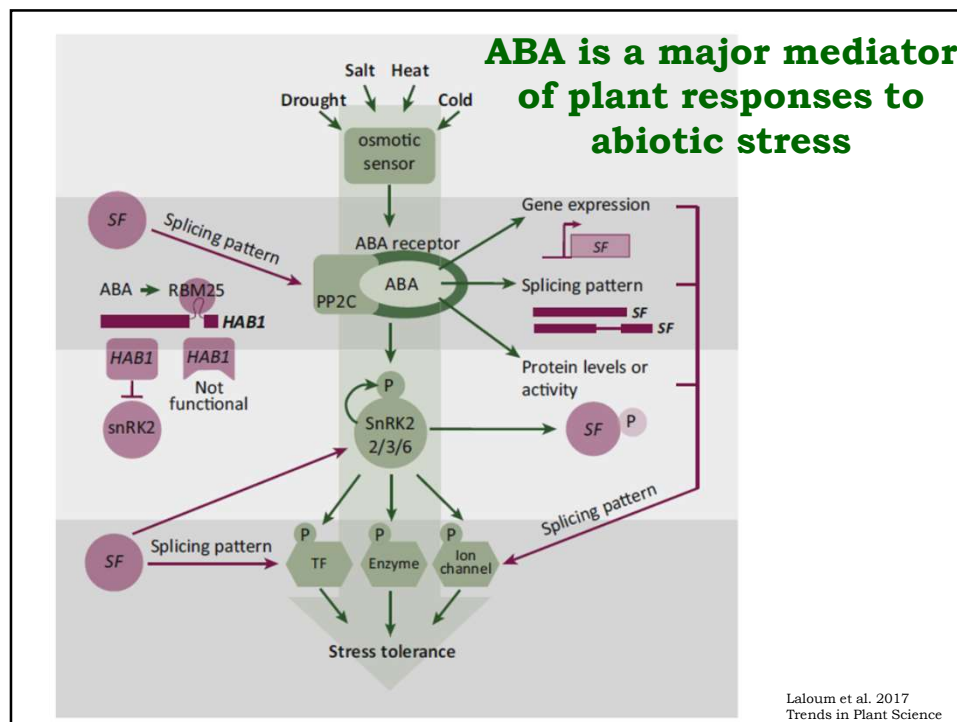 ABA is a major mediator
of plant responses to
abiotic stress
Salt Heat
Drought Cold
osmotic
sensor
SF
Splicing pattern
ABA receptor
PP2C
ABA
Gene expression
SF
Splicing pattern
SF
SF
Protein levels or
activity
ABA RBM25
HAB1
HAB1
HAB1
Not
functional
snRK2
P
SnRK2
2/3/6
SF
P
Splicing pattern
SF
Splicing pattern
P
P
P
TF
Enzyme
Ion
channel
Stress tolerance
Laloum et al. 2017
Trends in Plant Science